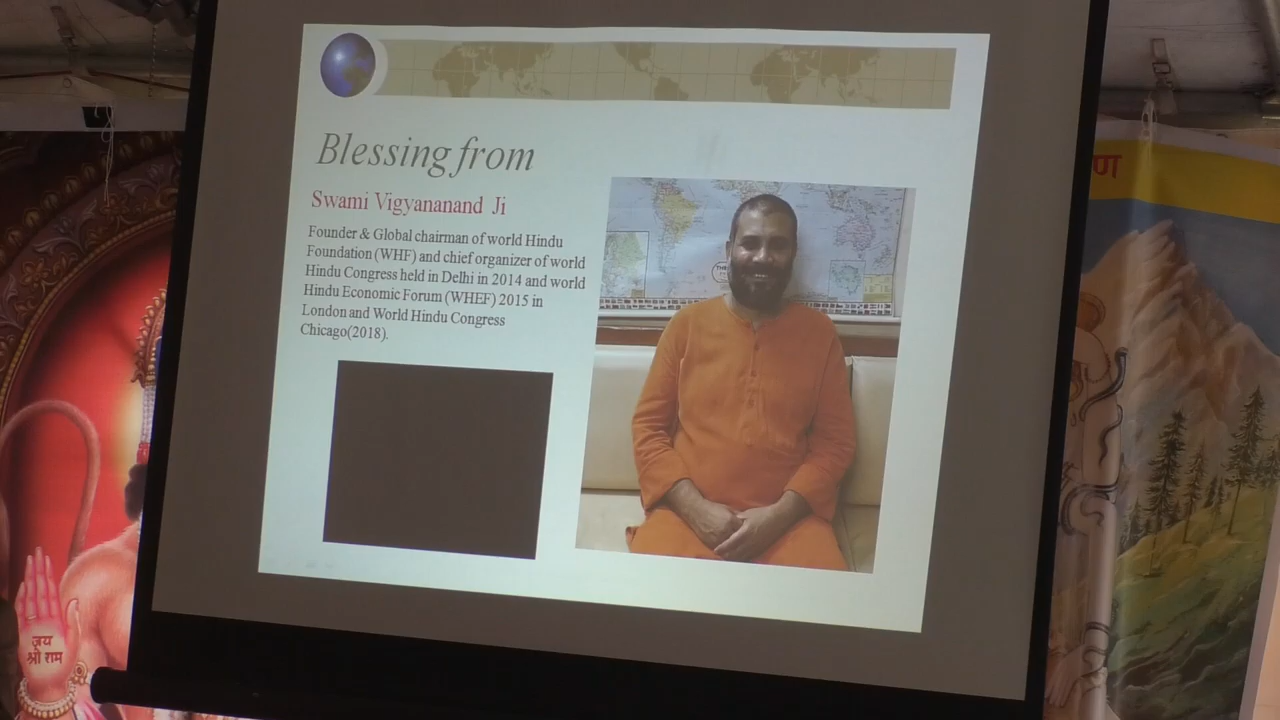 Blessing from
Swami Vigyananand Ji
Founder & Global chairman of world Hindu
Foundation (WHF) and chief organizer of world
Hindu Congress held in Delhi in 2014 and world
Hindu Economic Forum (WHEF) 2015 in
London and World Hindu Congress
Chicago(2018).
जय
श्री राम